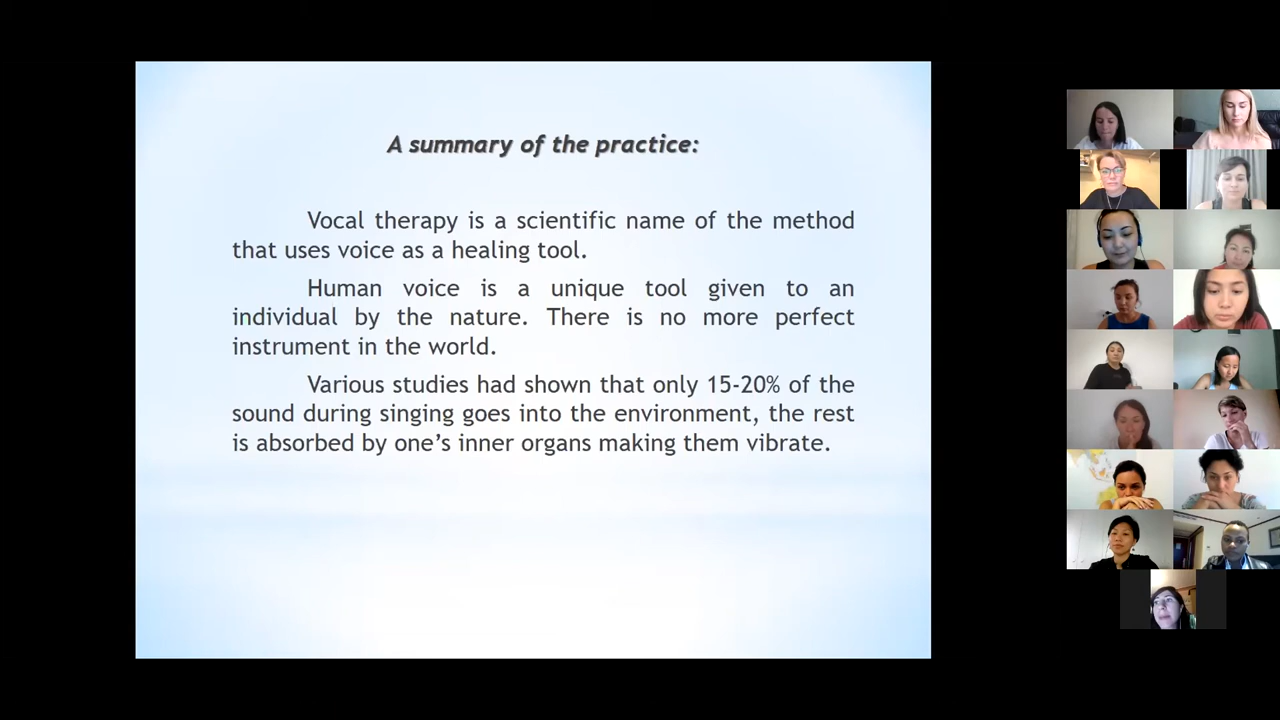 A summary of the practice:
Vocal therapy is a scientific name of the method
that uses voice as a healing tool.
Human voice is a unique tool given to an
individual by the nature. There is no more perfect
instrument in the world.
Various studies had shown that only 15-20% of the
sound during singing goes into the environment, the rest
is absorbed by one’s inner organs making them vibrate.